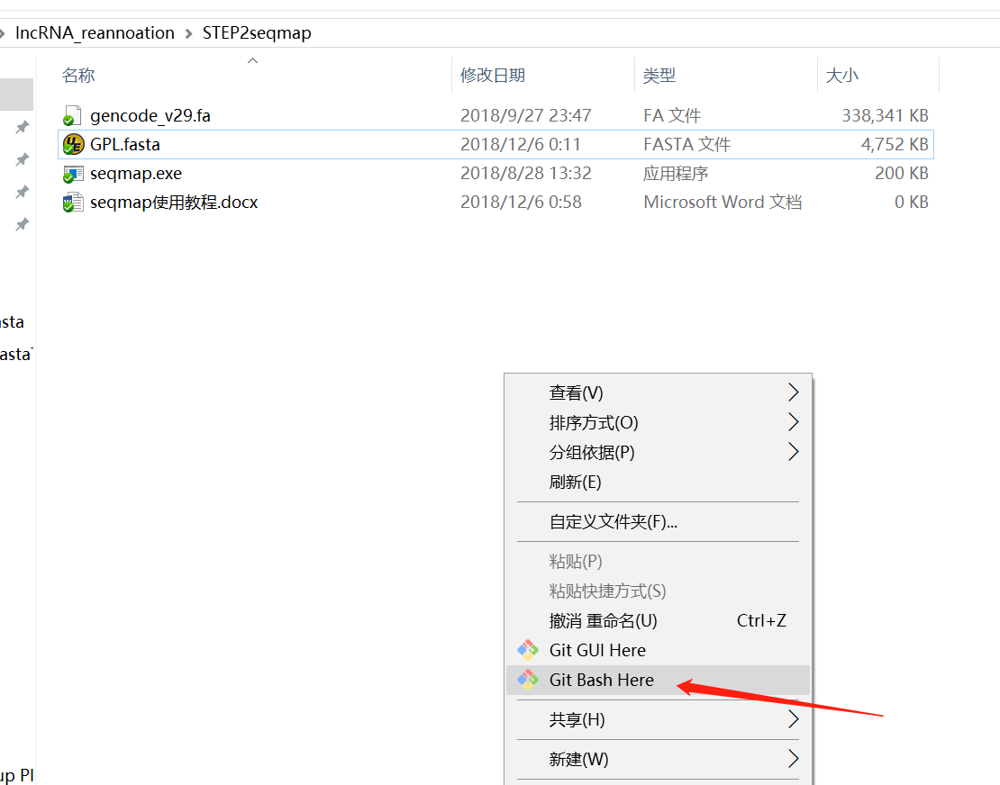 lncRNA_reannoation > STEP2seqmap
名称 修改日期 类型 大小
gencode_v29.fa 2018/9/27 23:47 FA 文件 338,341 KB
GPL.fasta 2018/12/6 0:11 FASTA 文件 4,752 KB
seqmap.exe 2018/8/28 13:32 应用程序 200 KB
seqmap使用教程.docx 2018/12/6 0:58 Microsoft Word 文档 0 KB
asta
asta
查看(V)
排序方式(O)
分组依据(P)
刷新(E)
自定义文件夹(F)...
粘贴(P)
粘贴快捷方式(S)
撤消 重命名(U) Ctrl+Z
Git GUI Here
Git Bash Here
共享(H)
新建(W)
up Pl